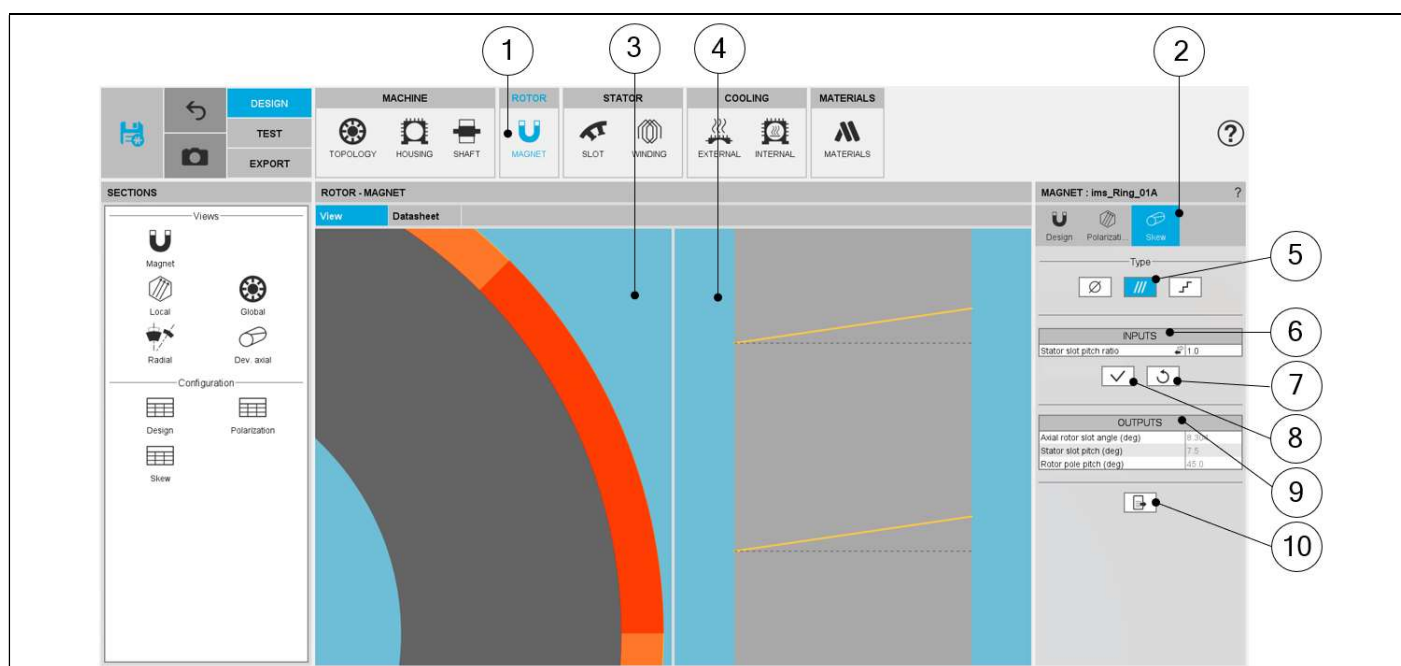 1
3
4
2
DESIGN
TEST
EXPORT
MACHINE
TOPOLOGY
HOUSING
SHAFT
ROTOR
MAGNET
STATOR
SLOT
WINDING
COOLING
EXTERNAL
INTERNAL
MATERIALS
MATERIALS
?
SECTIONS
Views
Magnet
Local
Global
Radial
Dev. axial
Configuration
Design
Polarization
Skew
ROTOR - MAGNET
View
Datasheet
MAGNET : ims_Ring_01A
?
Design
Polarizati...
Skew
Type
5
INPUTS
6
Stator slot pitch ratio
1.0
7
8
OUTPUTS
Axial rotor slot angle (deg)
Stator slot pitch (deg)
7.5
Rotor pole pitch (deg)
45.0
9
10